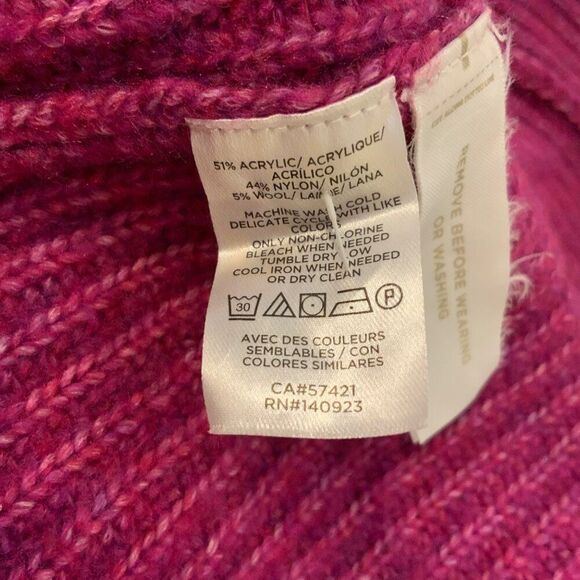 51% ACRYLIC/ ACRYLIQUE/
ACRÍLICO
44% NYLON/ NILÓN
5% WOOL/ LAINE/ LANA
MACHINE WASH COLD
DELICATE CYCLE WITH LIKE
COLORS
ONLY NON-CHLORINE
BLEACH WHEN NEEDED
TUMBLE DRY LOW
COOL IRON WHEN NEEDED
OR DRY CLEAN
30
P
AVEC DES COULEURS
SEMBLABLES / CON
COLORES SIMILARES
CA#57421
RN#140923
REMOVE BEFORE WEARING
OR WASHING